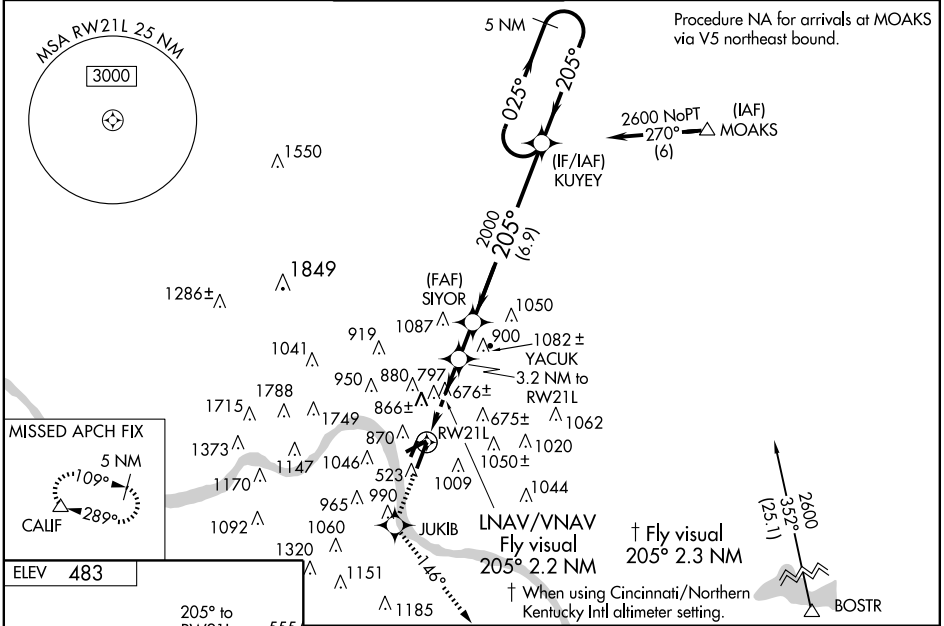 MSA RW21L 25 NM
3000
5 NM
025°
205°
Procedure NA for arrivals at MOAKS
via V5 northeast bound.
2600 NoPT
270°
(6)
(IAF)
MOAKS
(IF/IAF)
KUYEY
1550
2000
205°
(6.9)
1849
1286±
(FAF)
SIYOR
1087
1050
919
900
1082 ±
1041
YACUK
3.2 NM to
RW21L
950
880
797
676±
1788
1715
1749
866±
675±
1062
MISSED APCH FIX
5 NM
109°
289°
CALIF
1373
1147
1046
870
RW21L
1020
1050±
1170
523
1009
1044
965
990
1092
1060
JUKIB
1320
1151
146°
1185
LNAV/VNAV
Fly visual
205° 2.2 NM
† Fly visual
205° 2.3 NM
† When using Cincinnati/Northern
Kentucky Intl altimeter setting.
2600
352°
(25.1)
BOSTR
ELEV 483
205° to